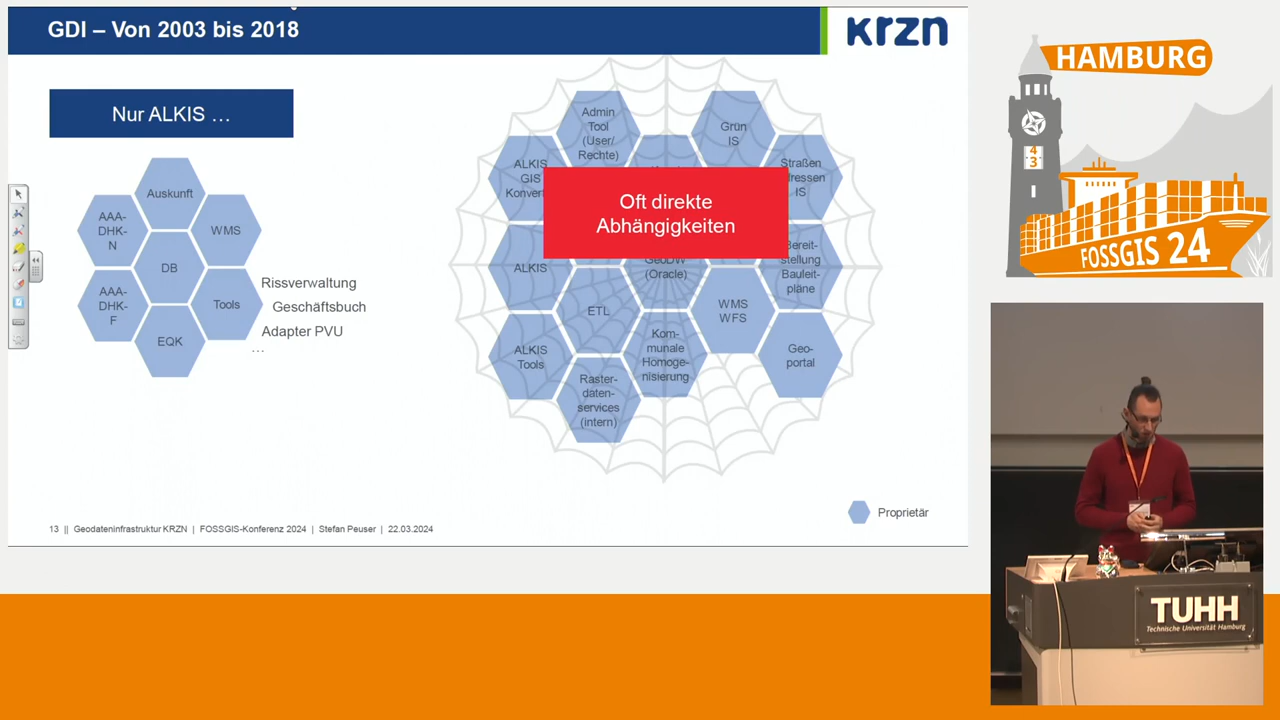 GDI – Von 2003 bis 2018
krzn
Nur ALKIS …
Auskunft
AAA-
DHK-
N
WMS
DB
AAA-
DHK-
F
Tools
EQK
Rissverwaltung
Geschäftsbuch
Adapter PVU
…
Admin
Tool
(User/
Rechte)
Grün
IS
ALKIS
GIS
Straßen
IS
Oft direkte
Abhängigkeiten
ALKIS
GeoDW
(Oracle)
Bereit-
stellung
Bauleit-
pläne
ETL
WMS
WFS
ALKIS
Tools
Kom-
munale
Homoge-
nisierung
Geo-
portal
Raster-
daten-
services
(intern)
Proprietär
13 || Geodateninfrastruktur KRZN | FOSSGIS-Konferenz 2024 | Stefan Peuser | 22.03.2024
HAMBURG
4
3
FOSSGIS 24
TUHH
Technische Universität Hamburg